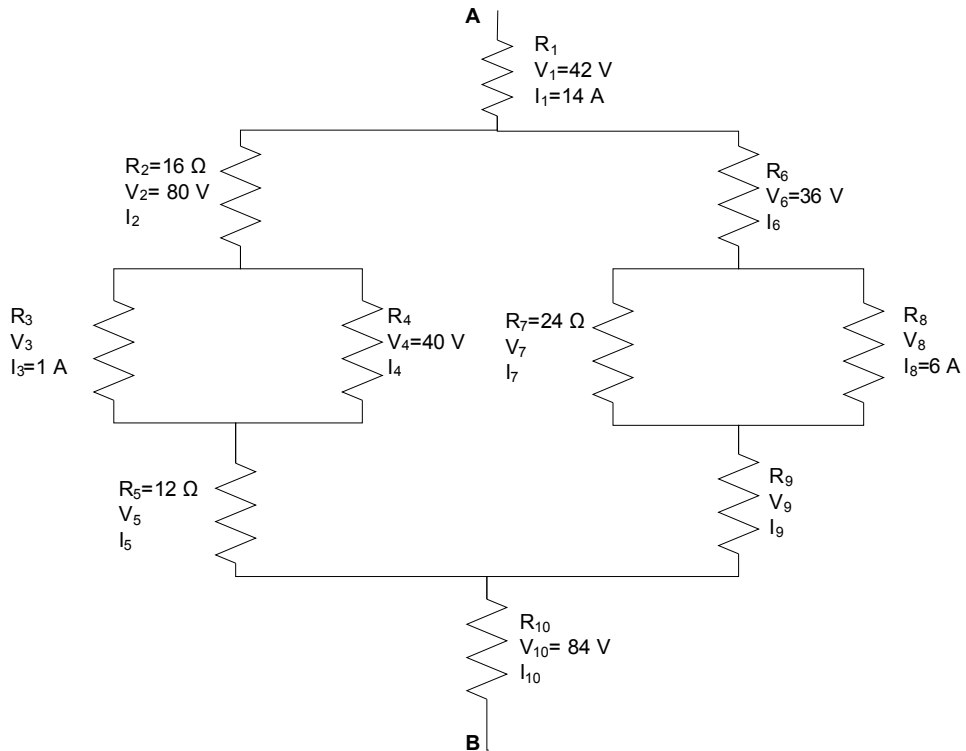 A
R₁
V₁=42 V
I₁=14 A
R₂=16 Ω
V₂= 80 V
I₂
R₆
V₆=36 V
I₆
R₃
V₃
I₃=1 A
R₄
V₄=40 V
I₄
R₇=24 Ω
V₇
I₇
R₈
V₈
I₈=6 A
R₅=12 Ω
V₅
I₅
R₉
V₉
I₉
R₁₀
V₁₀= 84 V
I₁₀
B